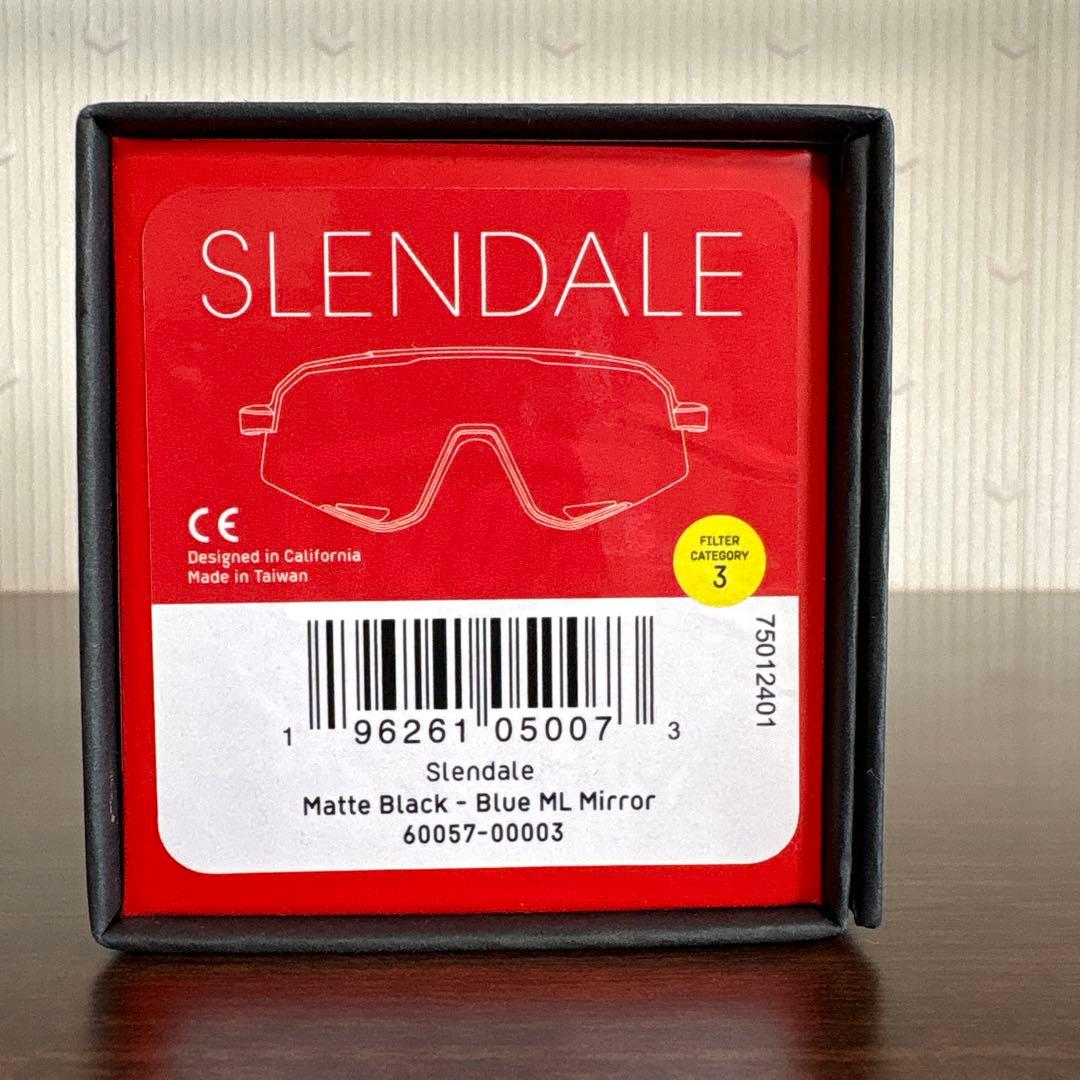 SLENDALE
CE
Designed in California
Made in Taiwan
FILTER
CATEGORY
3
75012401
1 96261 05007 3
Slendale
Matte Black - Blue ML Mirror
60057-00003